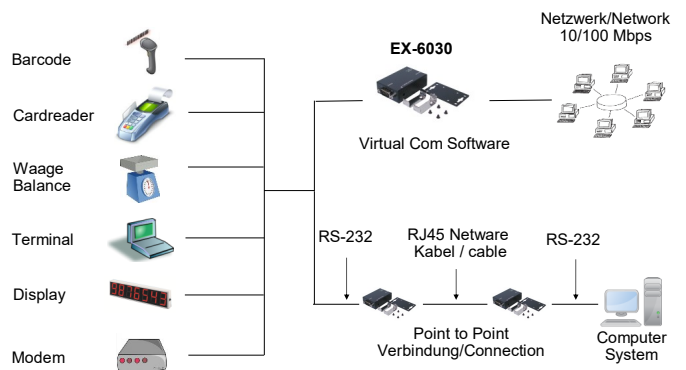 Barcode
Cardreader
Waage
Balance
Terminal
Display
9876543
Modem
EX-6030
Virtual Com Software
Netzwerk/Network
10/100 Mbps
RS-232
RJ45 Netware
Kabel / cable
RS-232
Point to Point
Verbindung/Connection
Computer
System